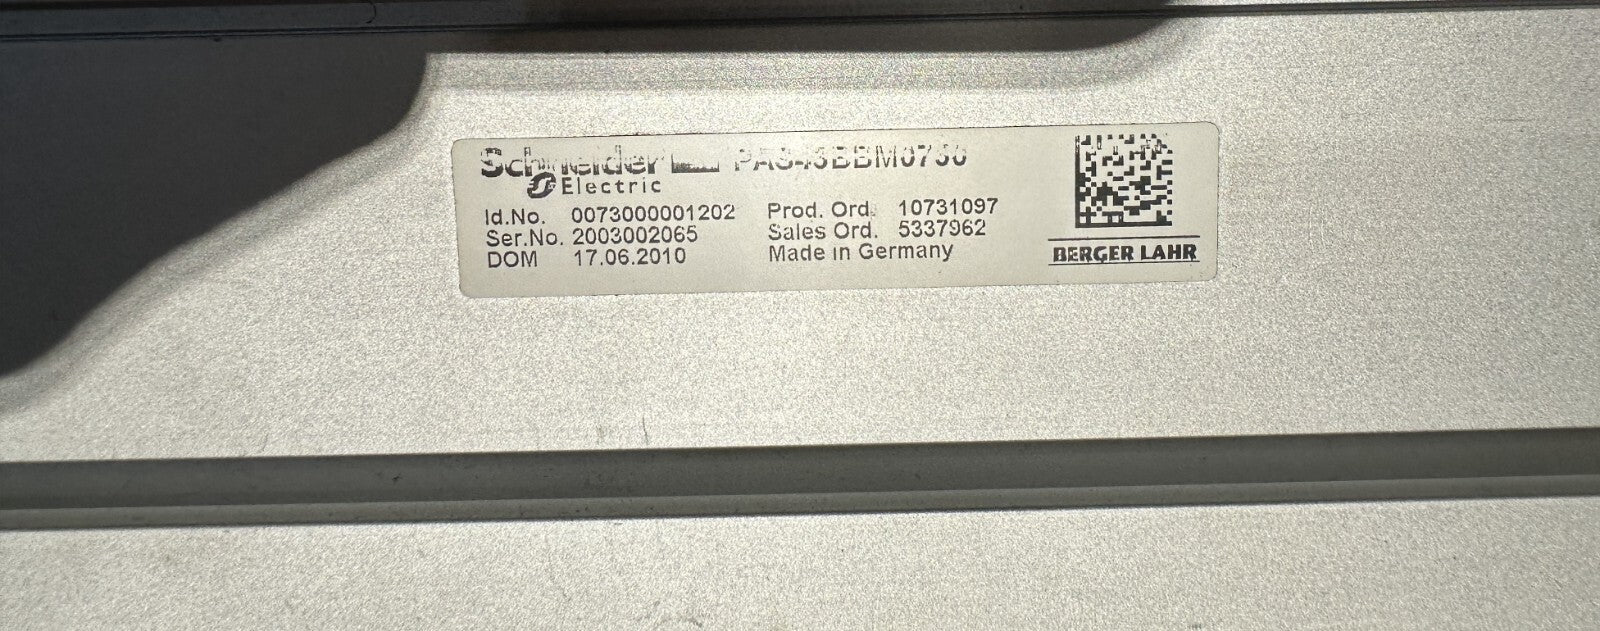 Schneider Electric
PAS43BBM0730
Id.No. 0073000001202
Ser.No. 2003002065
DOM 17.06.2010
Prod. Ord. 10731097
Sales Ord. 5337962
Made in Germany
BERGER LAHR